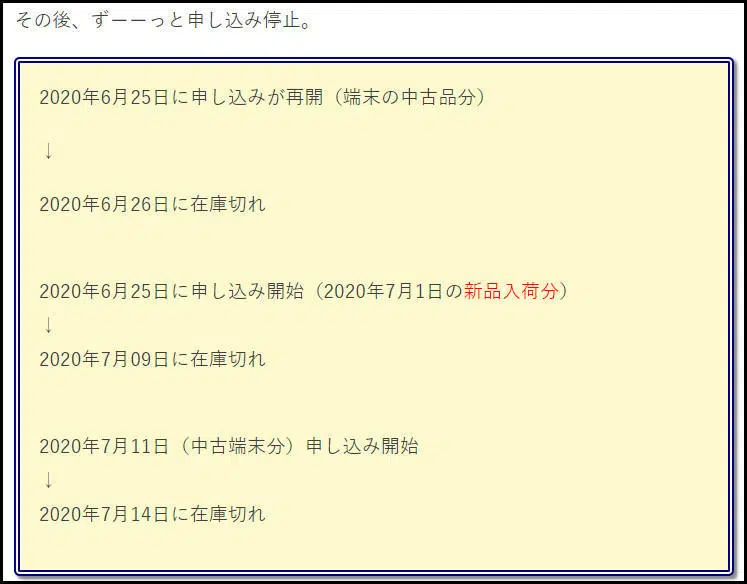 その後、ずーーっと申し込み停止。
2020年6月25日に申し込みが再開（端末の中古品分）
↓
2020年6月26日に在庫切れ
2020年6月25日に申し込み開始（2020年7月1日の新品入荷分）
↓
2020年7月09日に在庫切れ
2020年7月11日（中古端末分）申し込み開始
↓
2020年7月14日に在庫切れ